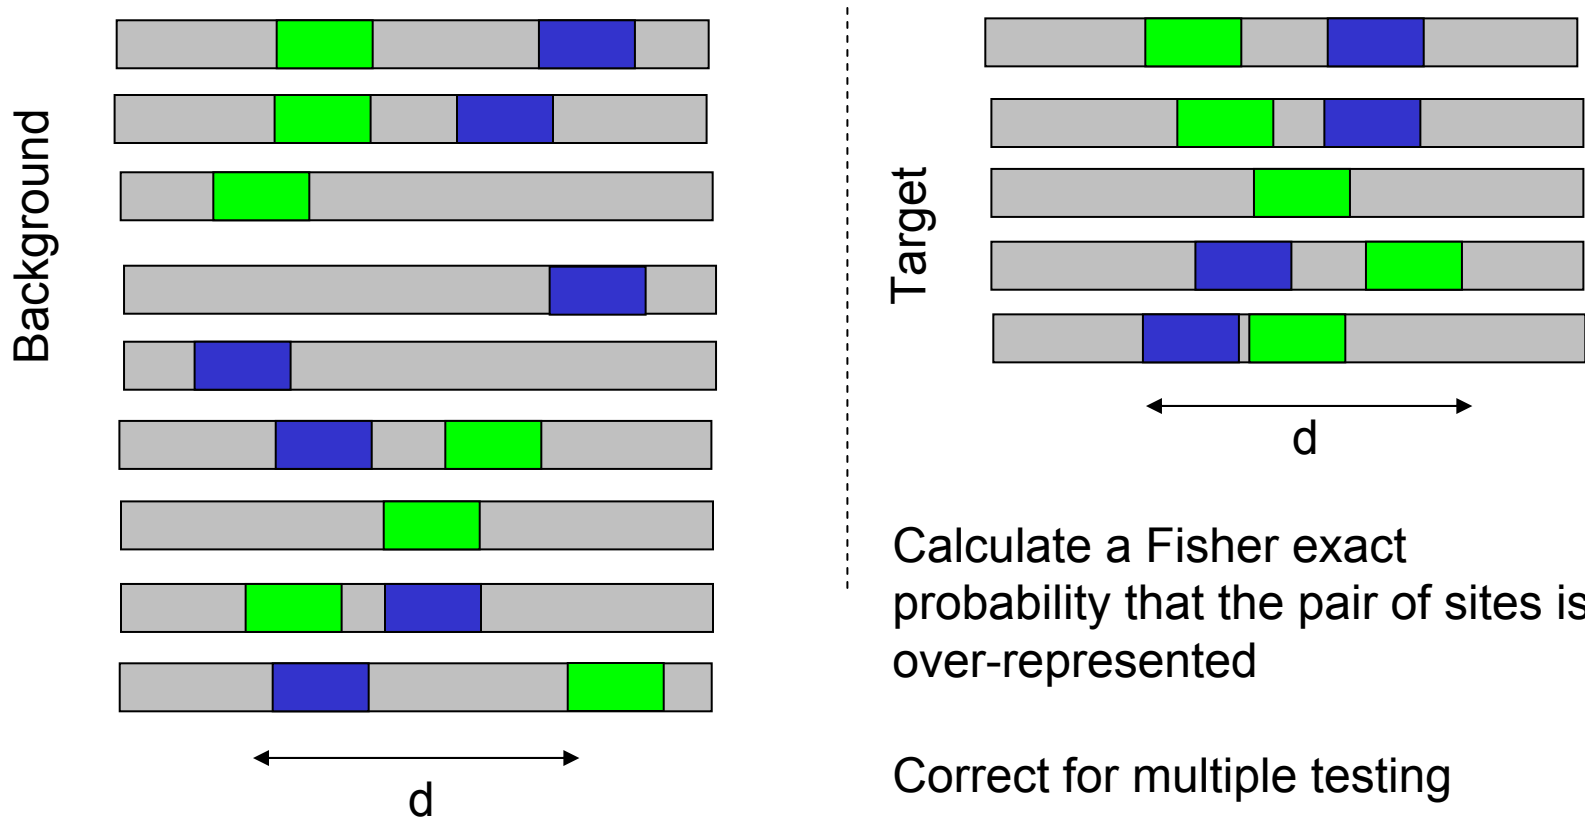 Background
d
Target
d
Calculate a Fisher exact
probability that the pair of sites is
over-represented
Correct for multiple testing